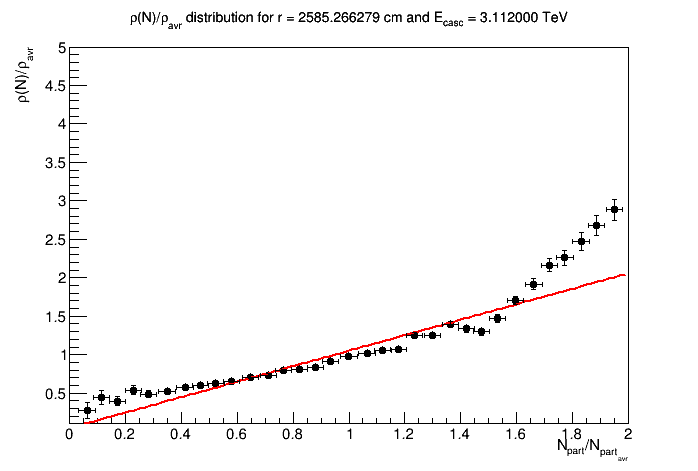 ρ(N)/ρavr distribution for r = 2585.266279 cm and Ecasc = 3.112000 TeV
ρ(N)/ρavr
5
4.5
4
3.5
3
2.5
2
1.5
1
0.5
0 0.2 0.4 0.6 0.8 1 1.2 1.4 1.6 1.8 2
Npart/Npartavr